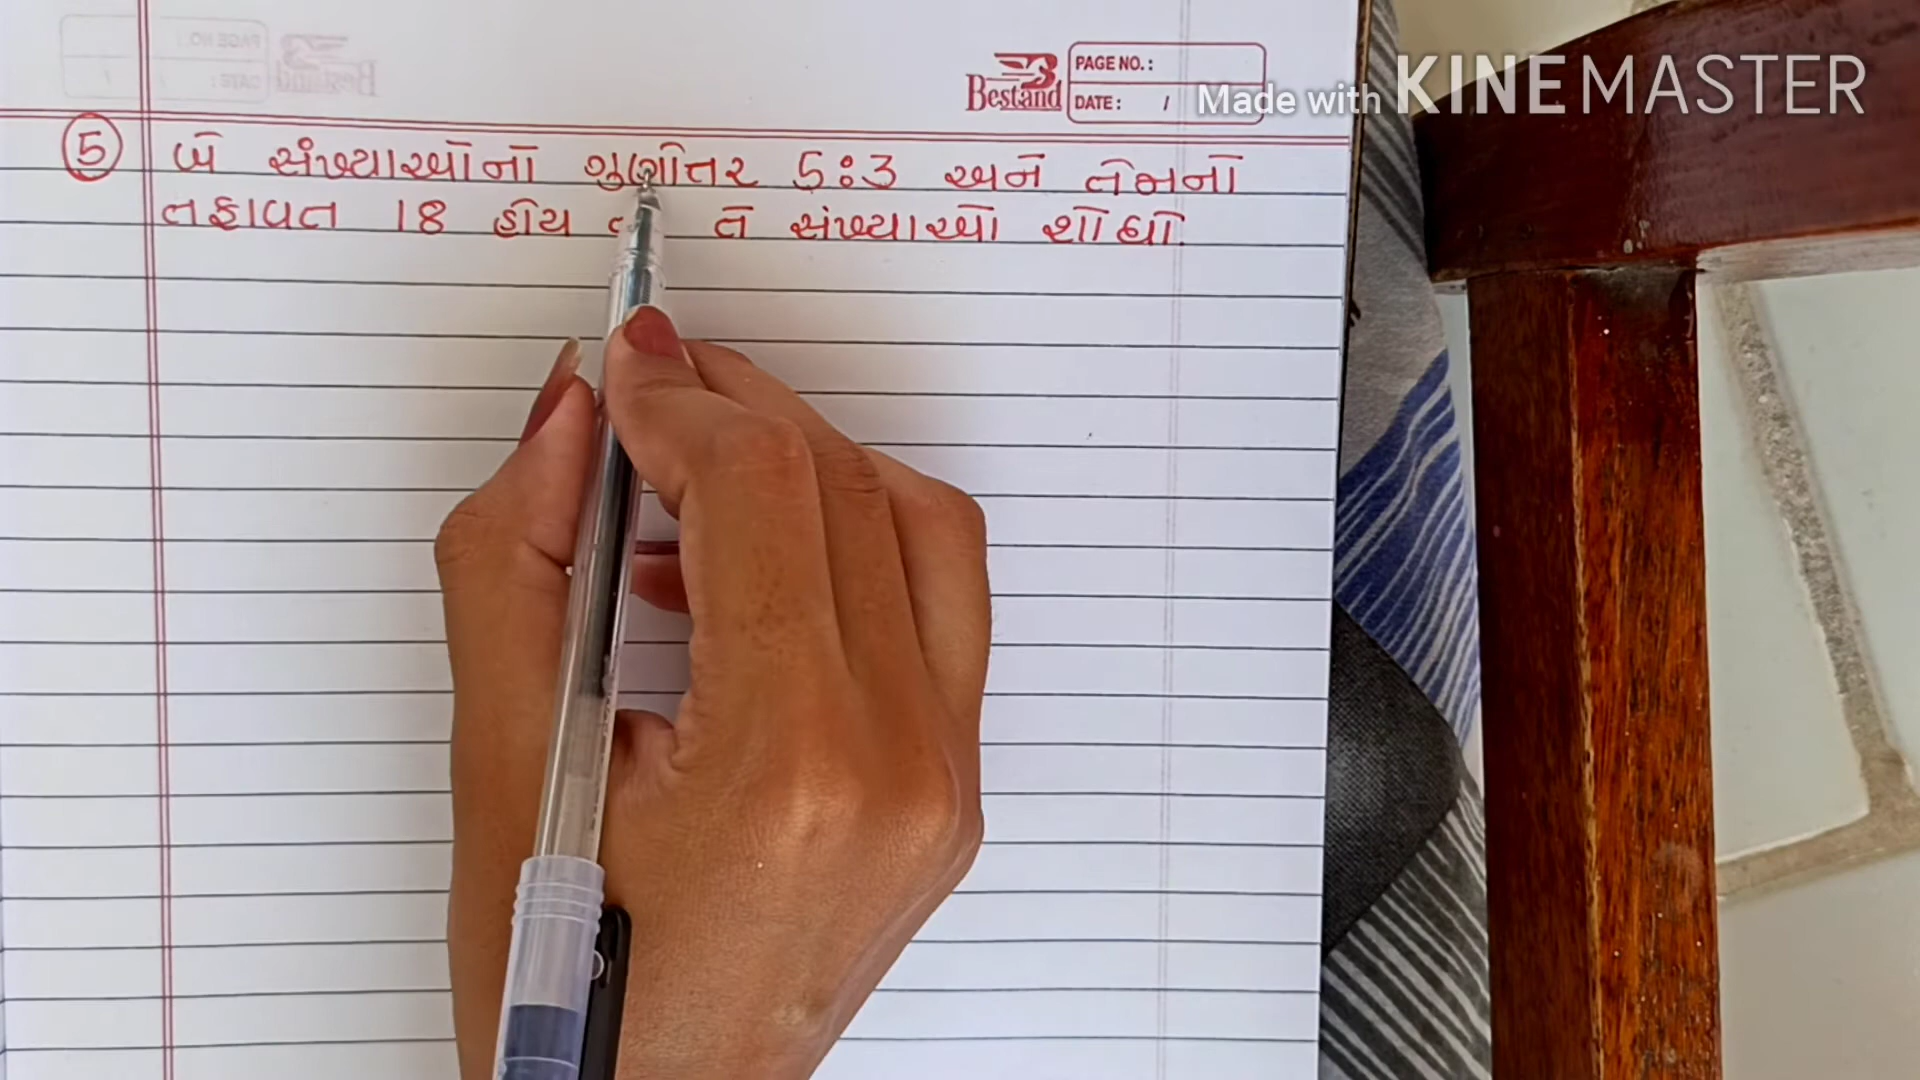 Bestand
PAGE NO.:
DATE: / 
Made with KINEMASTER
5 બે સંખ્યાઓનો ગુણોત્તર 5:3 અને તેમનો
તફાવત 18 હોય તે સંખ્યાઓ શોધો.